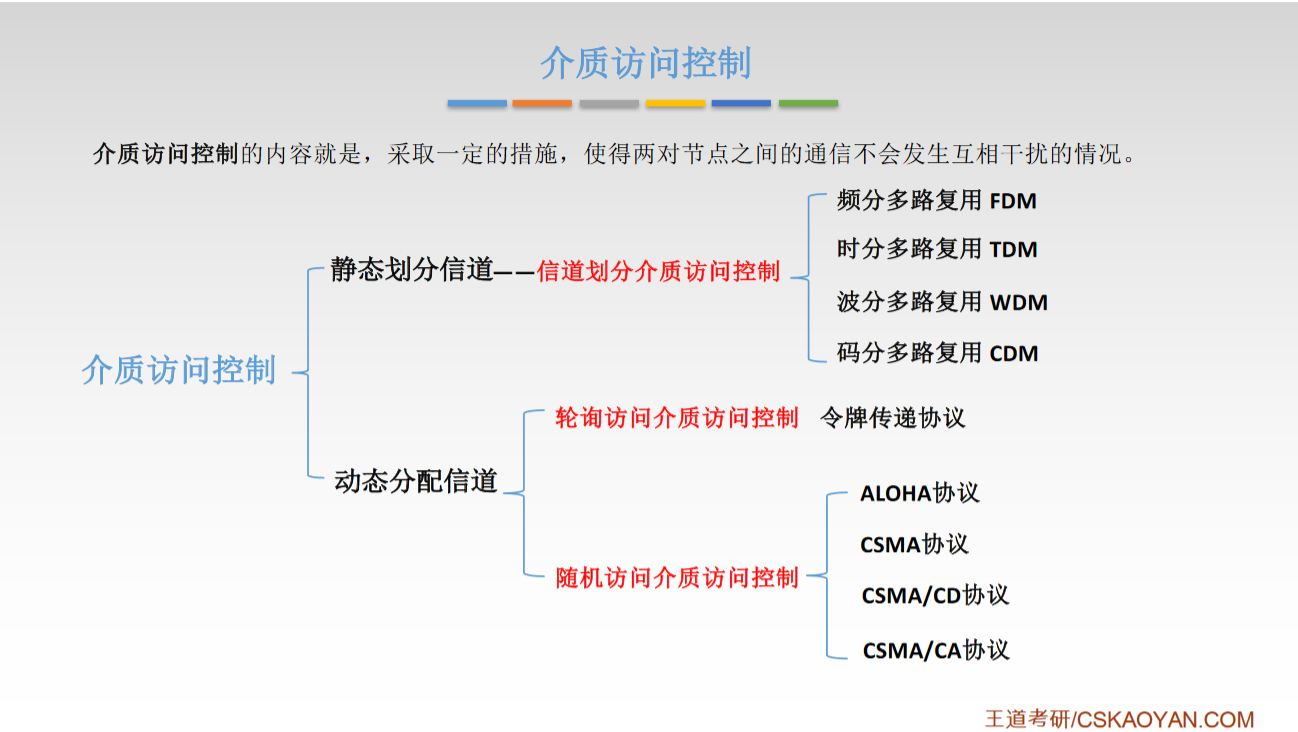 介质访问控制
介质访问控制的内容就是，采取一定的措施，使得两对节点之间的通信不会发生互相干扰的情况。
介质访问控制
静态划分信道——信道划分介质访问控制
频分多路复用 FDM
时分多路复用 TDM
波分多路复用 WDM
码分多路复用 CDM
动态分配信道
轮询访问介质访问控制 令牌传递协议
随机访问介质访问控制
ALOHA协议
CSMA协议
CSMA/CD协议
CSMA/CA协议
王道考研/CSKAOYAN.COM